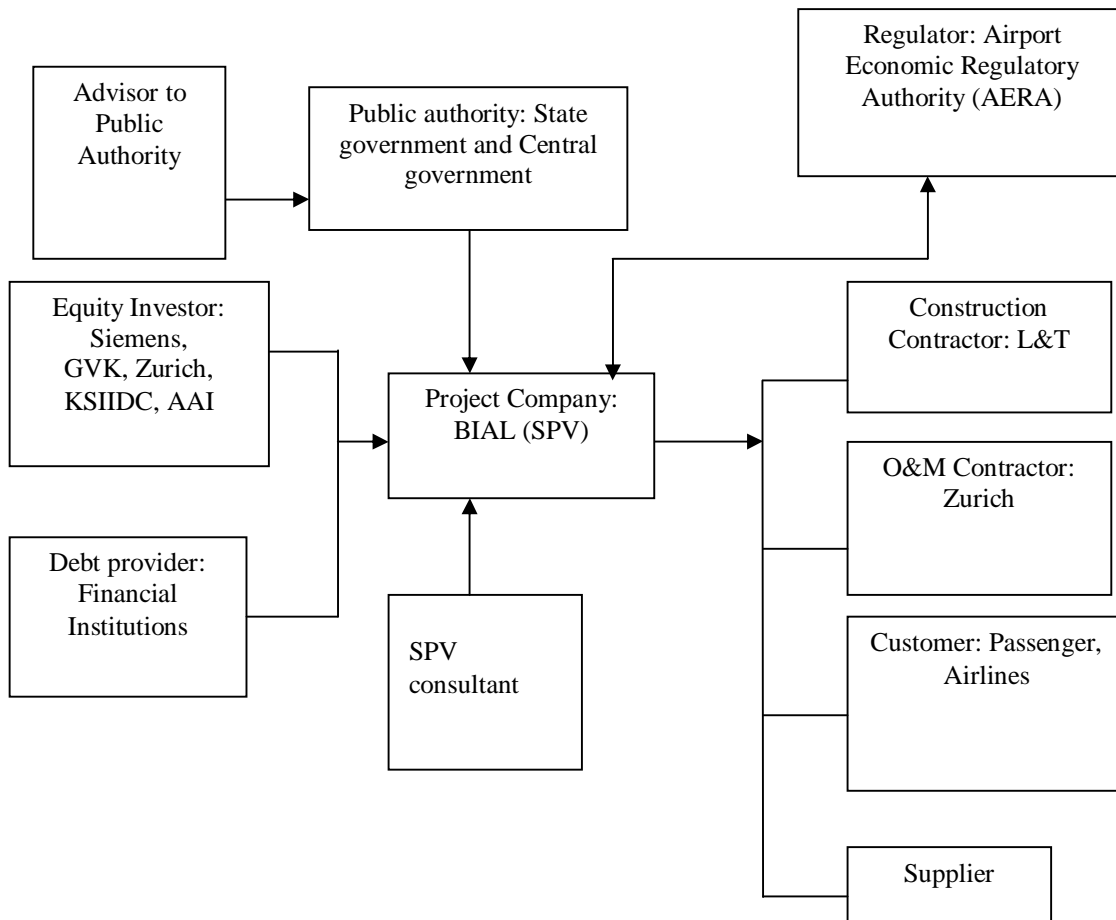 Regulator: Airport
Economic Regulatory
Authority (AERA)
Advisor to
Public
Authority
Public authority: State
government and Central
government
Equity Investor:
Siemens,
GVK, Zurich,
KSIIDC, AAI
Construction
Contractor: L&T
Project Company:
BIAL (SPV)
O&M Contractor:
Zurich
Debt provider:
Financial
Institutions
SPV
consultant
Customer: Passenger,
Airlines
Supplier